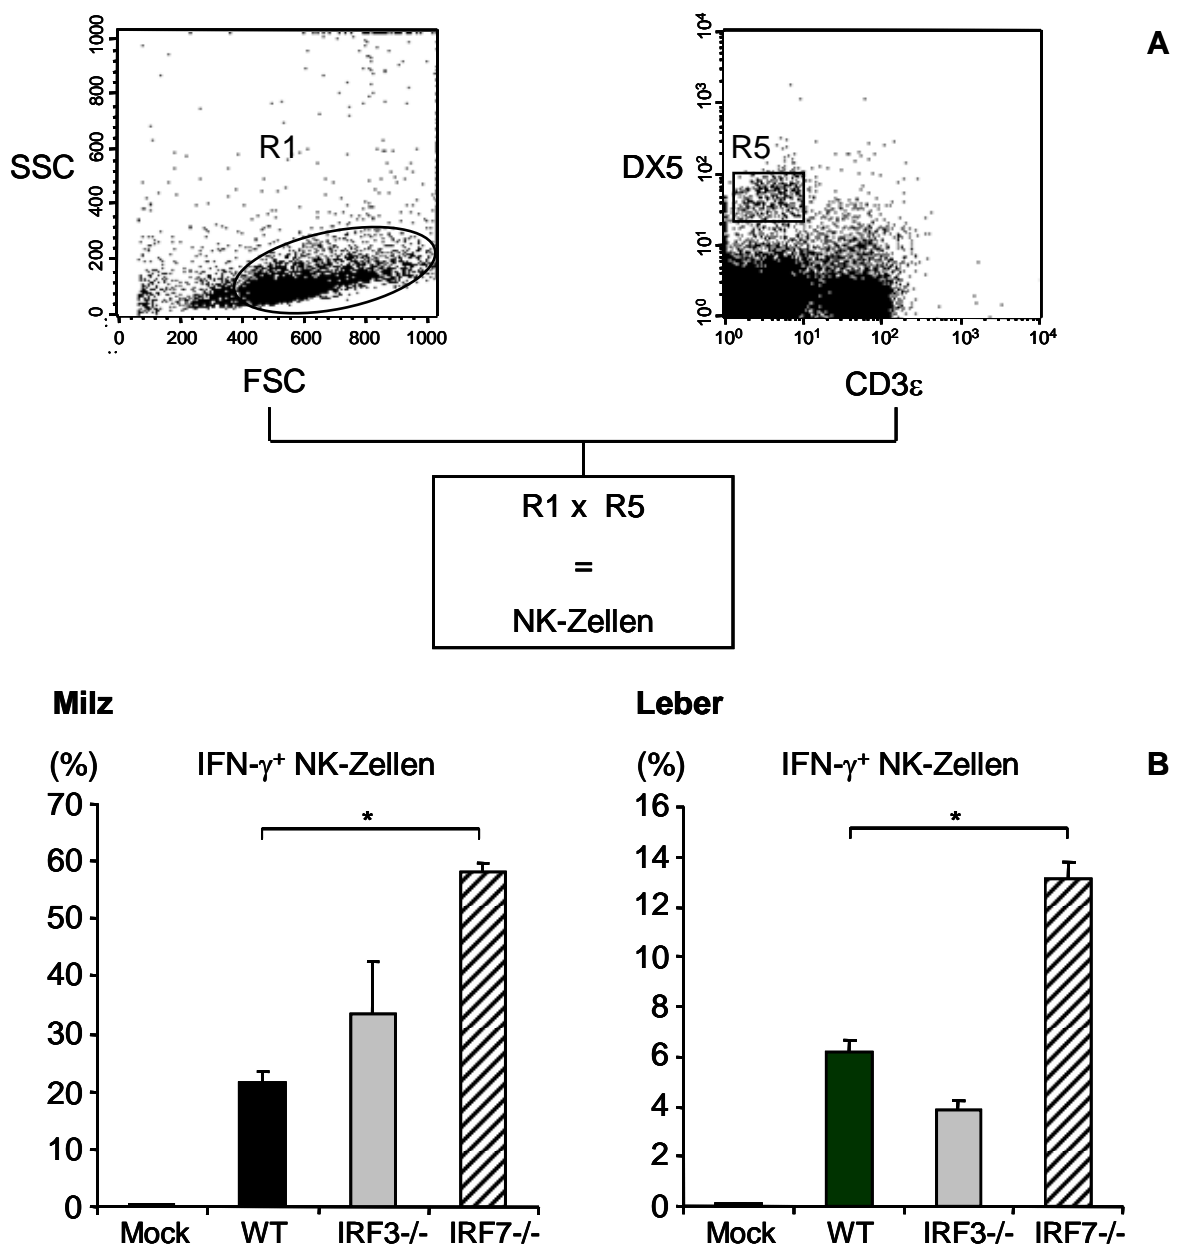 A
1000
800
600
400
200
0
SSC
R1
0 200 400 600 800 1000
FSC
10⁴
10³
10²
10¹
10⁰
DX5
R5
10⁰ 10¹ 10² 10³ 10⁴
CD3ε
R1 x R5
=
NK-Zellen
Milz
(%) IFN-γ⁺ NK-Zellen
70
60
50
40
30
20
10
0
*
Mock WT IRF3-/- IRF7-/-
Leber
(%) IFN-γ⁺ NK-Zellen
B
16
14
12
10
8
6
4
2
0
*
Mock WT IRF3-/- IRF7-/-